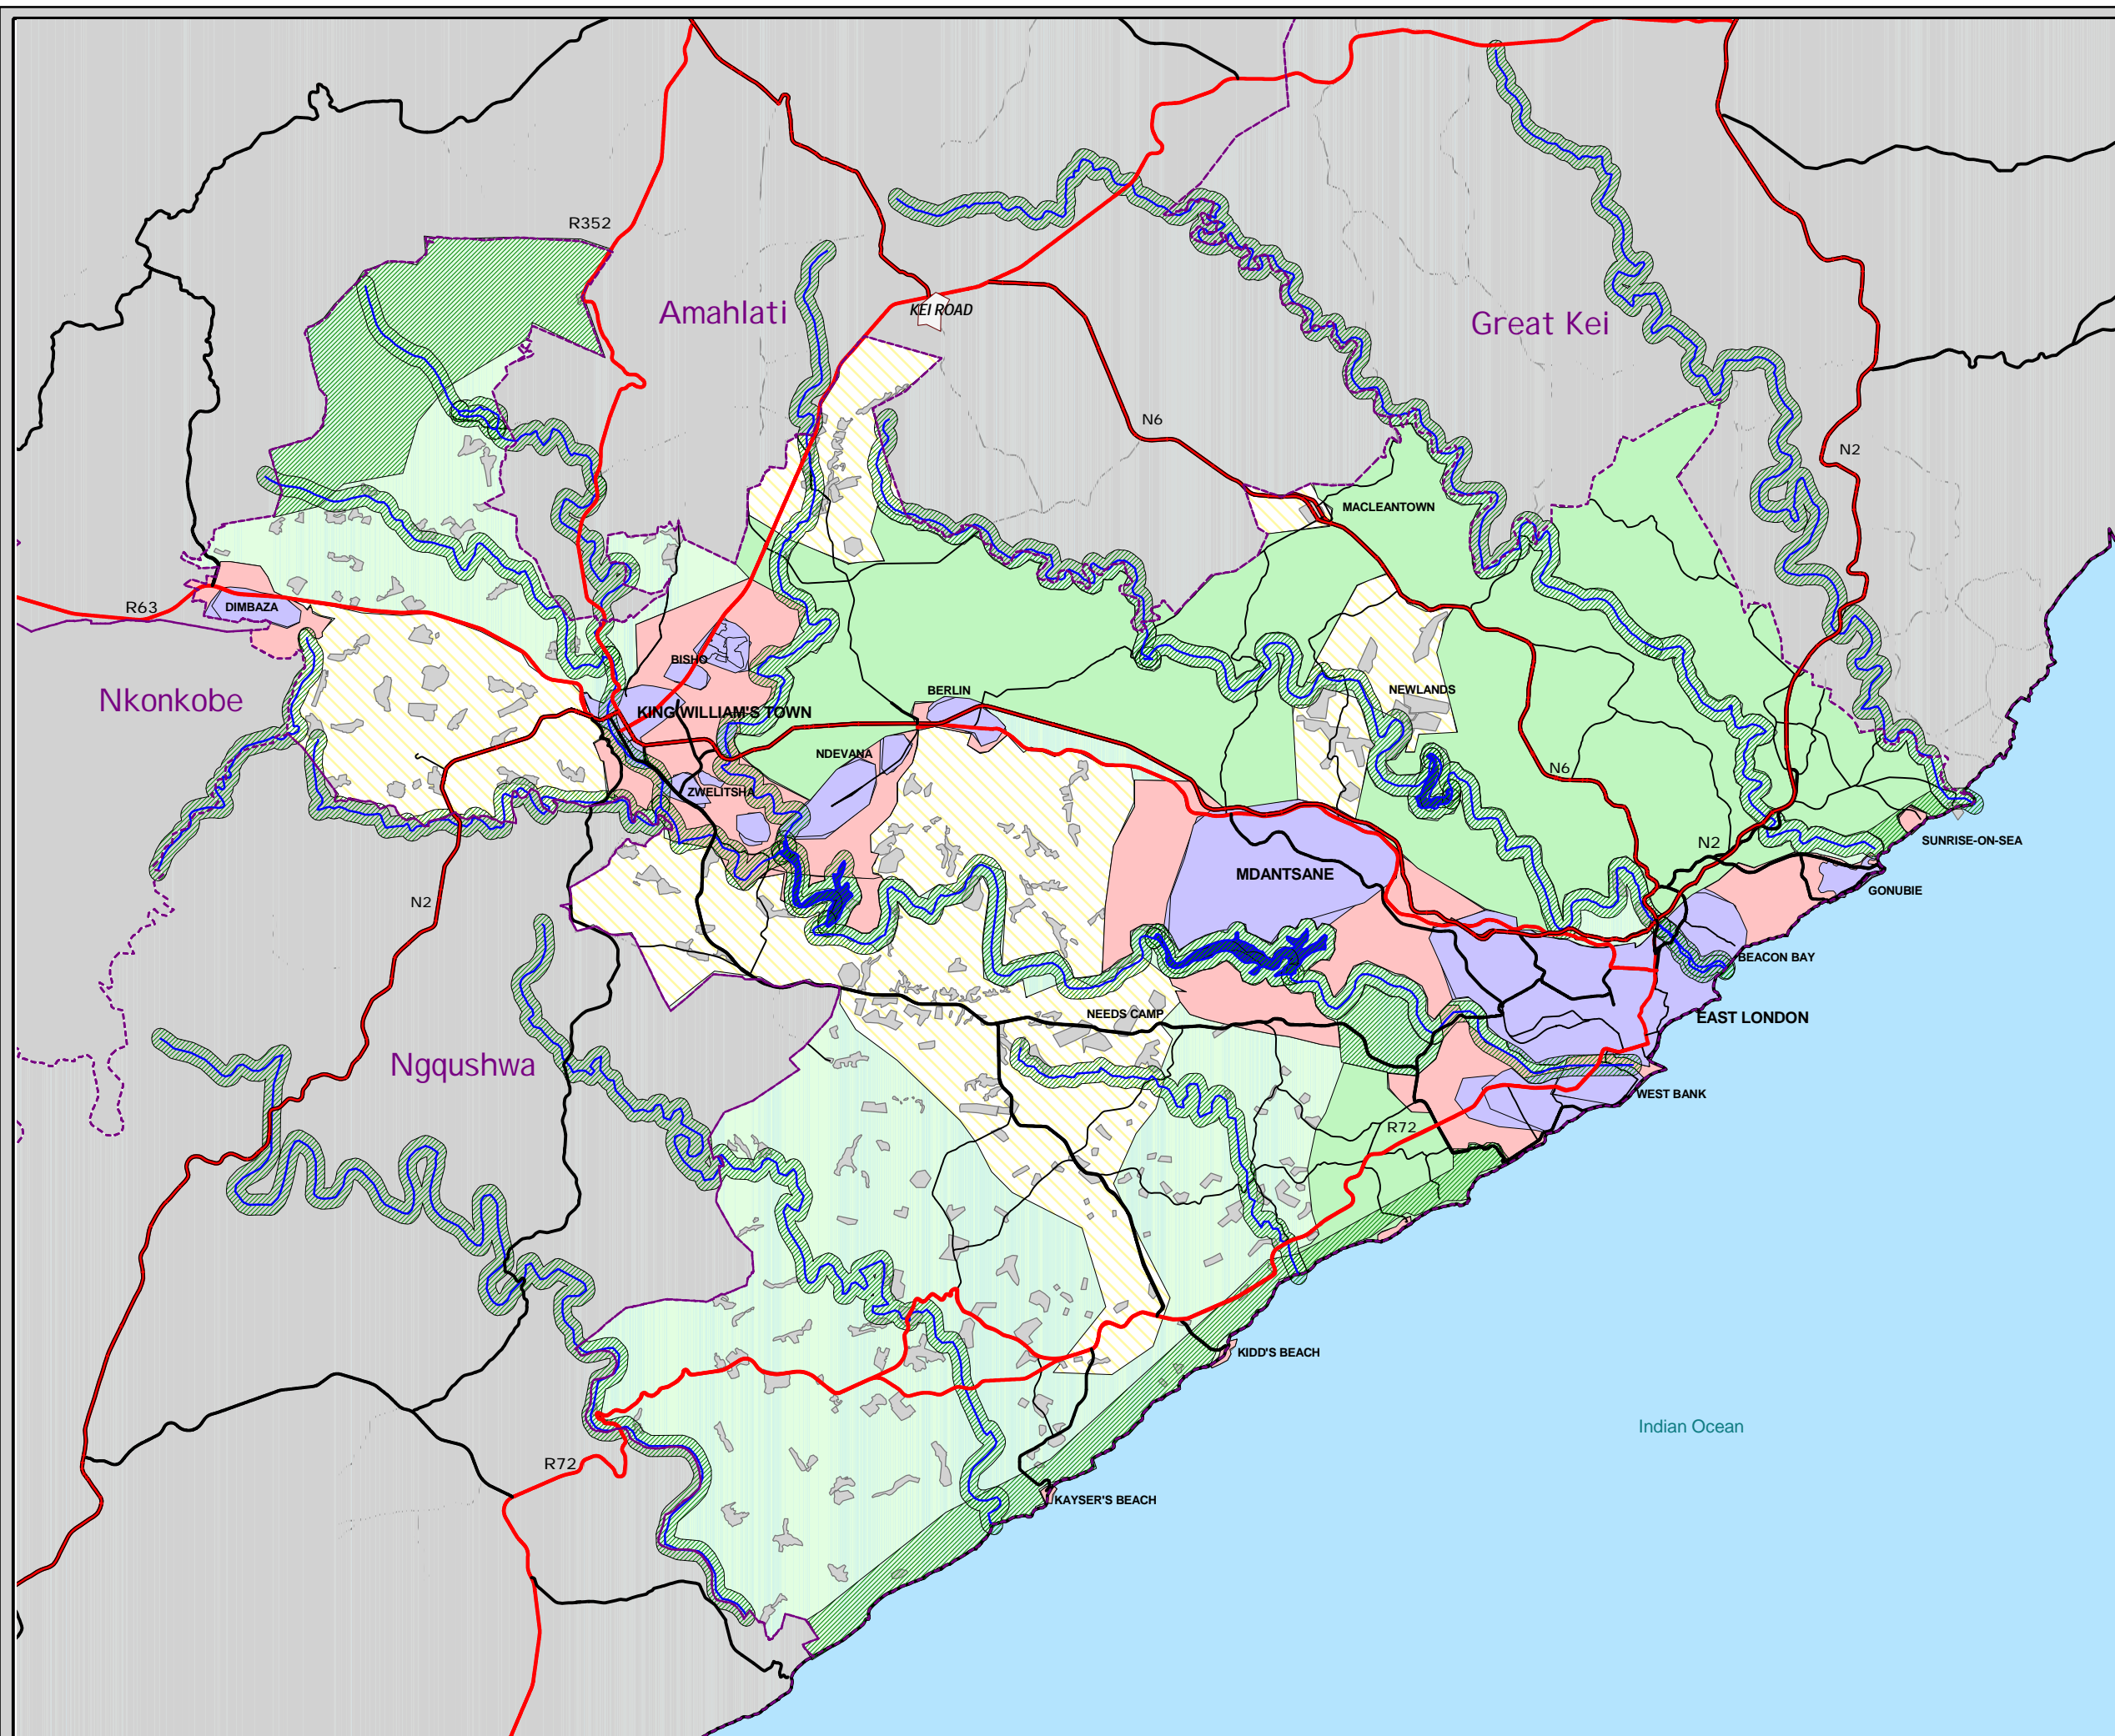 R352
Amahlati
KEI ROAD
Great Kei
N6
N2
MACLEANTOWN
R63
DIMBAZA
BISHO
Nkonkobe
BERLIN
NEWLANDS
KING WILLIAM'S TOWN
NDEVANA
N6
ZWELITSHA
N2
SUNRISE-ON-SEA
MDANTSANE
GONUBIE
N2
BEACON BAY
NEEDS CAMP
EAST LONDON
Ngqushwa
WEST BANK
R72
KIDD'S BEACH
Indian Ocean
R72
KAYSER'S BEACH